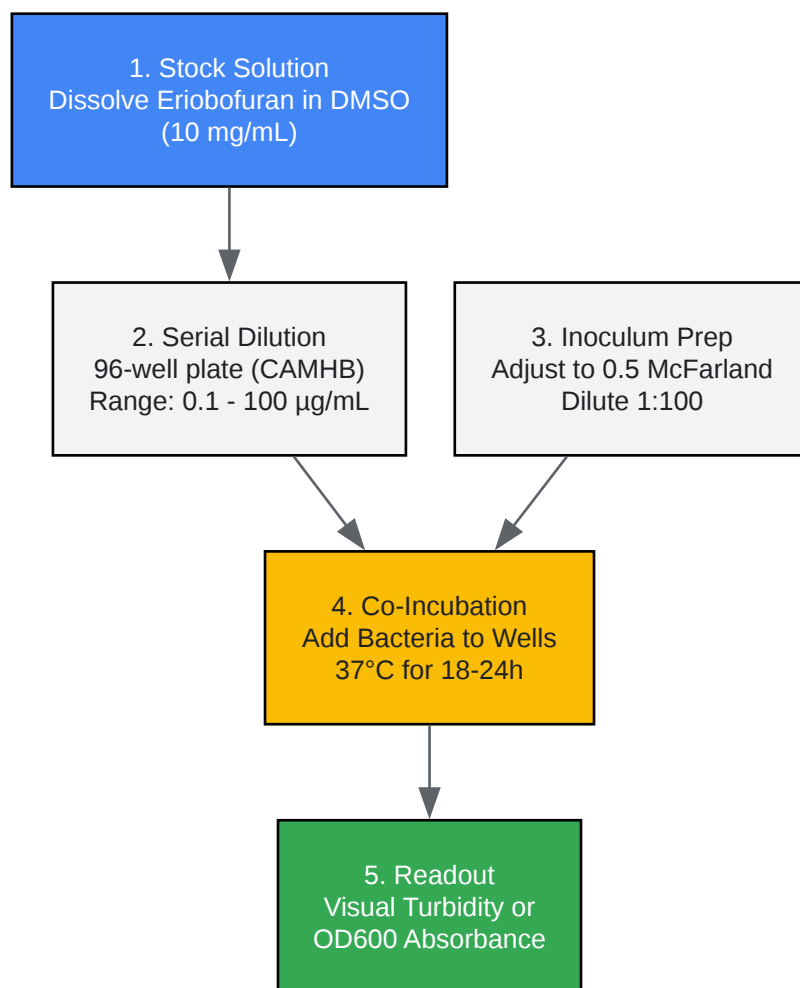 1. Stock Solution
Dissolve Eriobofuran in DMSO
(10 mg/mL)
2. Serial Dilution
96-well plate (CAMHB)
Range: 0.1 - 100 µg/mL
3. Inoculum Prep
Adjust to 0.5 McFarland
Dilute 1:100
4. Co-Incubation
Add Bacteria to Wells
37°C for 18-24h
5. Readout
Visual Turbidity or
OD600 Absorbance